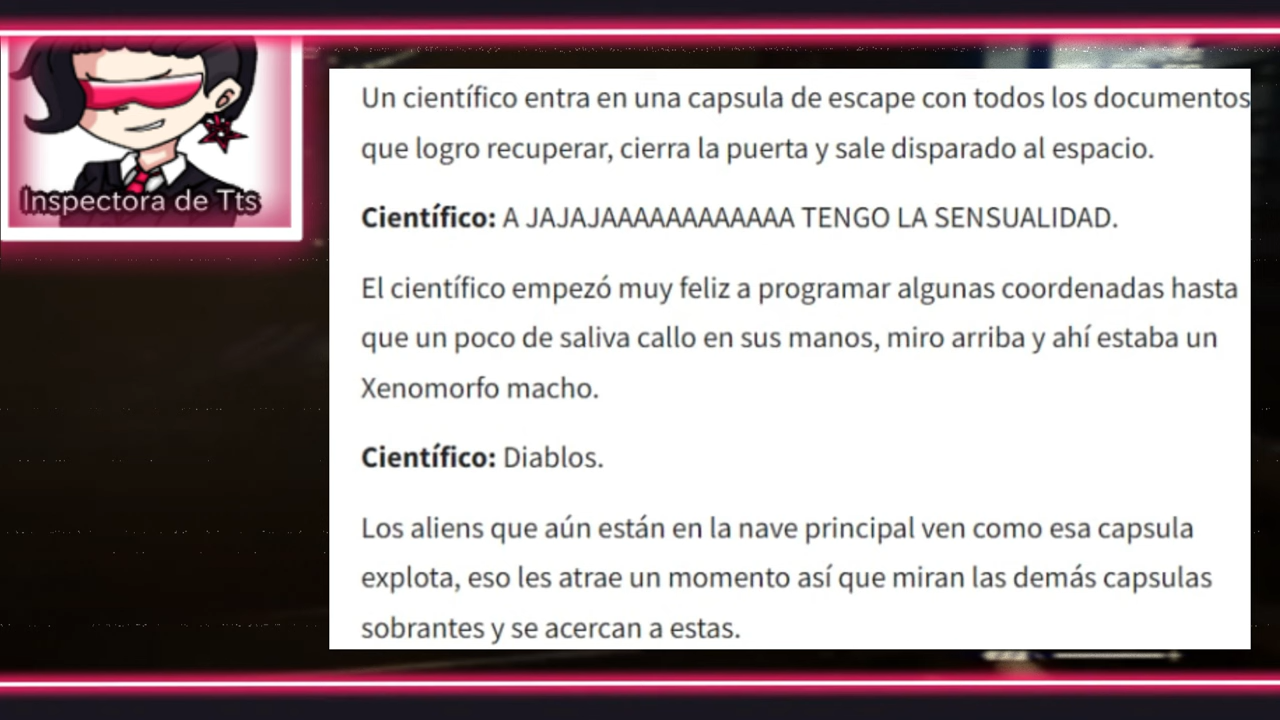 Inspectora de Tts
Un científico entra en una capsula de escape con todos los documentos
que logro recuperar, cierra la puerta y sale disparado al espacio.
Científico: A JAJAJAAAAAAAAAAAA TENGO LA SENSUALIDAD.
El científico empezó muy feliz a programar algunas coordenadas hasta
que un poco de saliva callo en sus manos, miro arriba y ahí estaba un
Xenomorfo macho.
Científico: Diablos.
Los aliens que aún están en la nave principal ven como esa capsula
explota, eso les atrae un momento así que miran las demás capsulas
sobrantes y se acercan a estas.